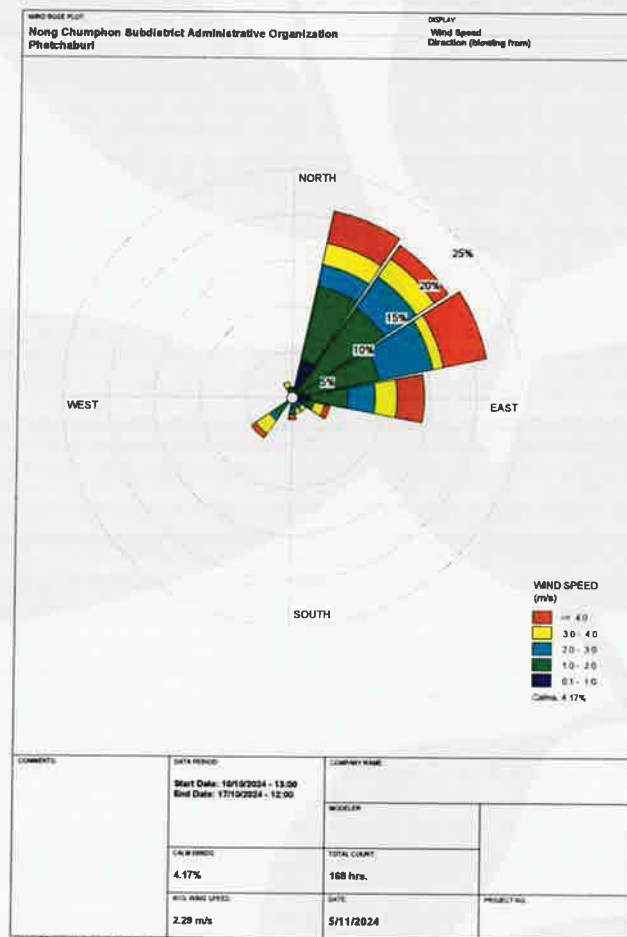 WIND ROSE PLOT:
Nong Chumphon Subdistrict Administrative Organization
Phetchaburi
DISPLAY
Wind Speed
Direction (blowing from)
NORTH
25%
20%
15%
10%
5%
WEST
EAST
SOUTH
WIND SPEED
(m/s)
>= 4.0
3.0 - 4.0
2.0 - 3.0
1.0 - 2.0
0.1 - 1.0
Calms: 4.17%
COMMENTS:
DATA PERIOD:
Start Date: 10/10/2024 - 13:00
End Date: 17/10/2024 - 12:00
COMPANY NAME:
MODELER:
CALM WINDS:
4.17%
TOTAL COUNT:
168 hrs.
AVG. WIND SPEED:
2.29 m/s
DATE:
5/11/2024
PROJECT NO.: